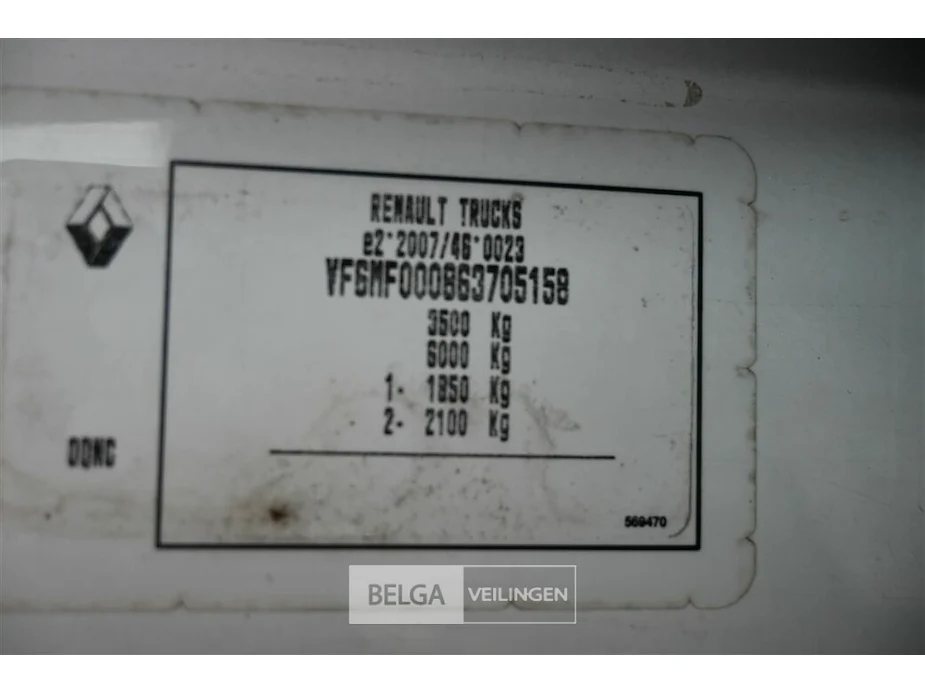 RENAULT TRUCKS
e2*2007/46*0023
VF6MF000863705158
3500 Kg
6000 Kg
1- 1850 Kg
2- 2100 Kg
DQNC
569470
BELGA VEILINGEN